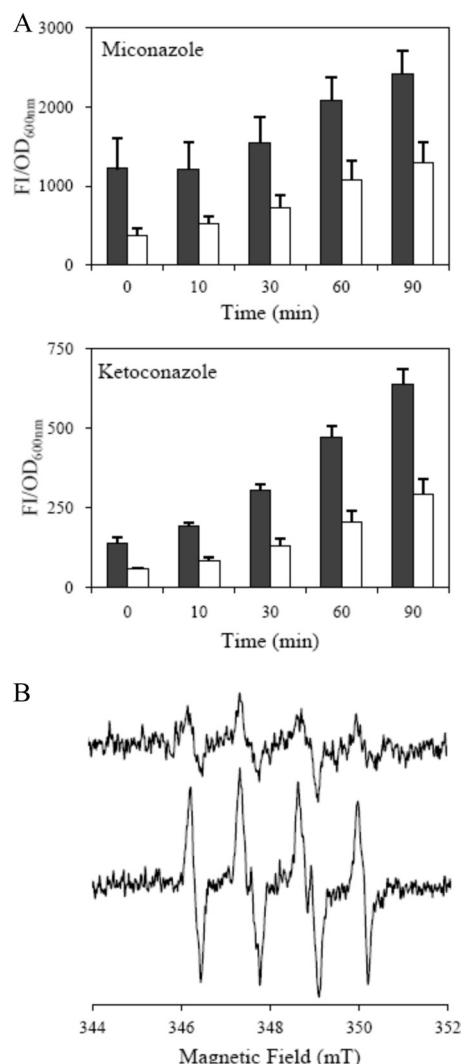 A
Miconazole
3000
2000
1000
0
FI/OD600nm
0 10 30 60 90
Time (min)
Ketoconazole
750
500
250
0
FI/OD600nm
0 10 30 60 90
Time (min)
B
344 346 348 350 352
Magnetic Field (mT)